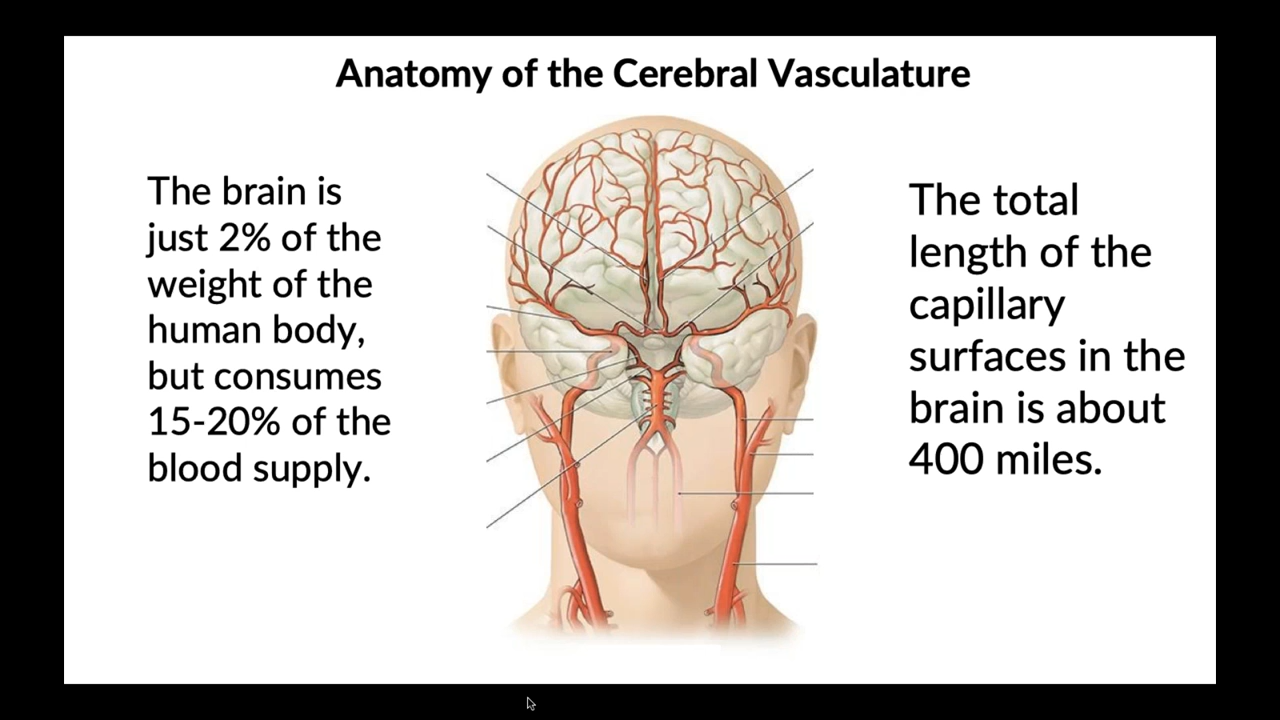 Anatomy of the Cerebral Vasculature
The brain is
just 2% of the
weight of the
human body,
but consumes
15-20% of the
blood supply.
The total
length of the
capillary
surfaces in the
brain is about
400 miles.